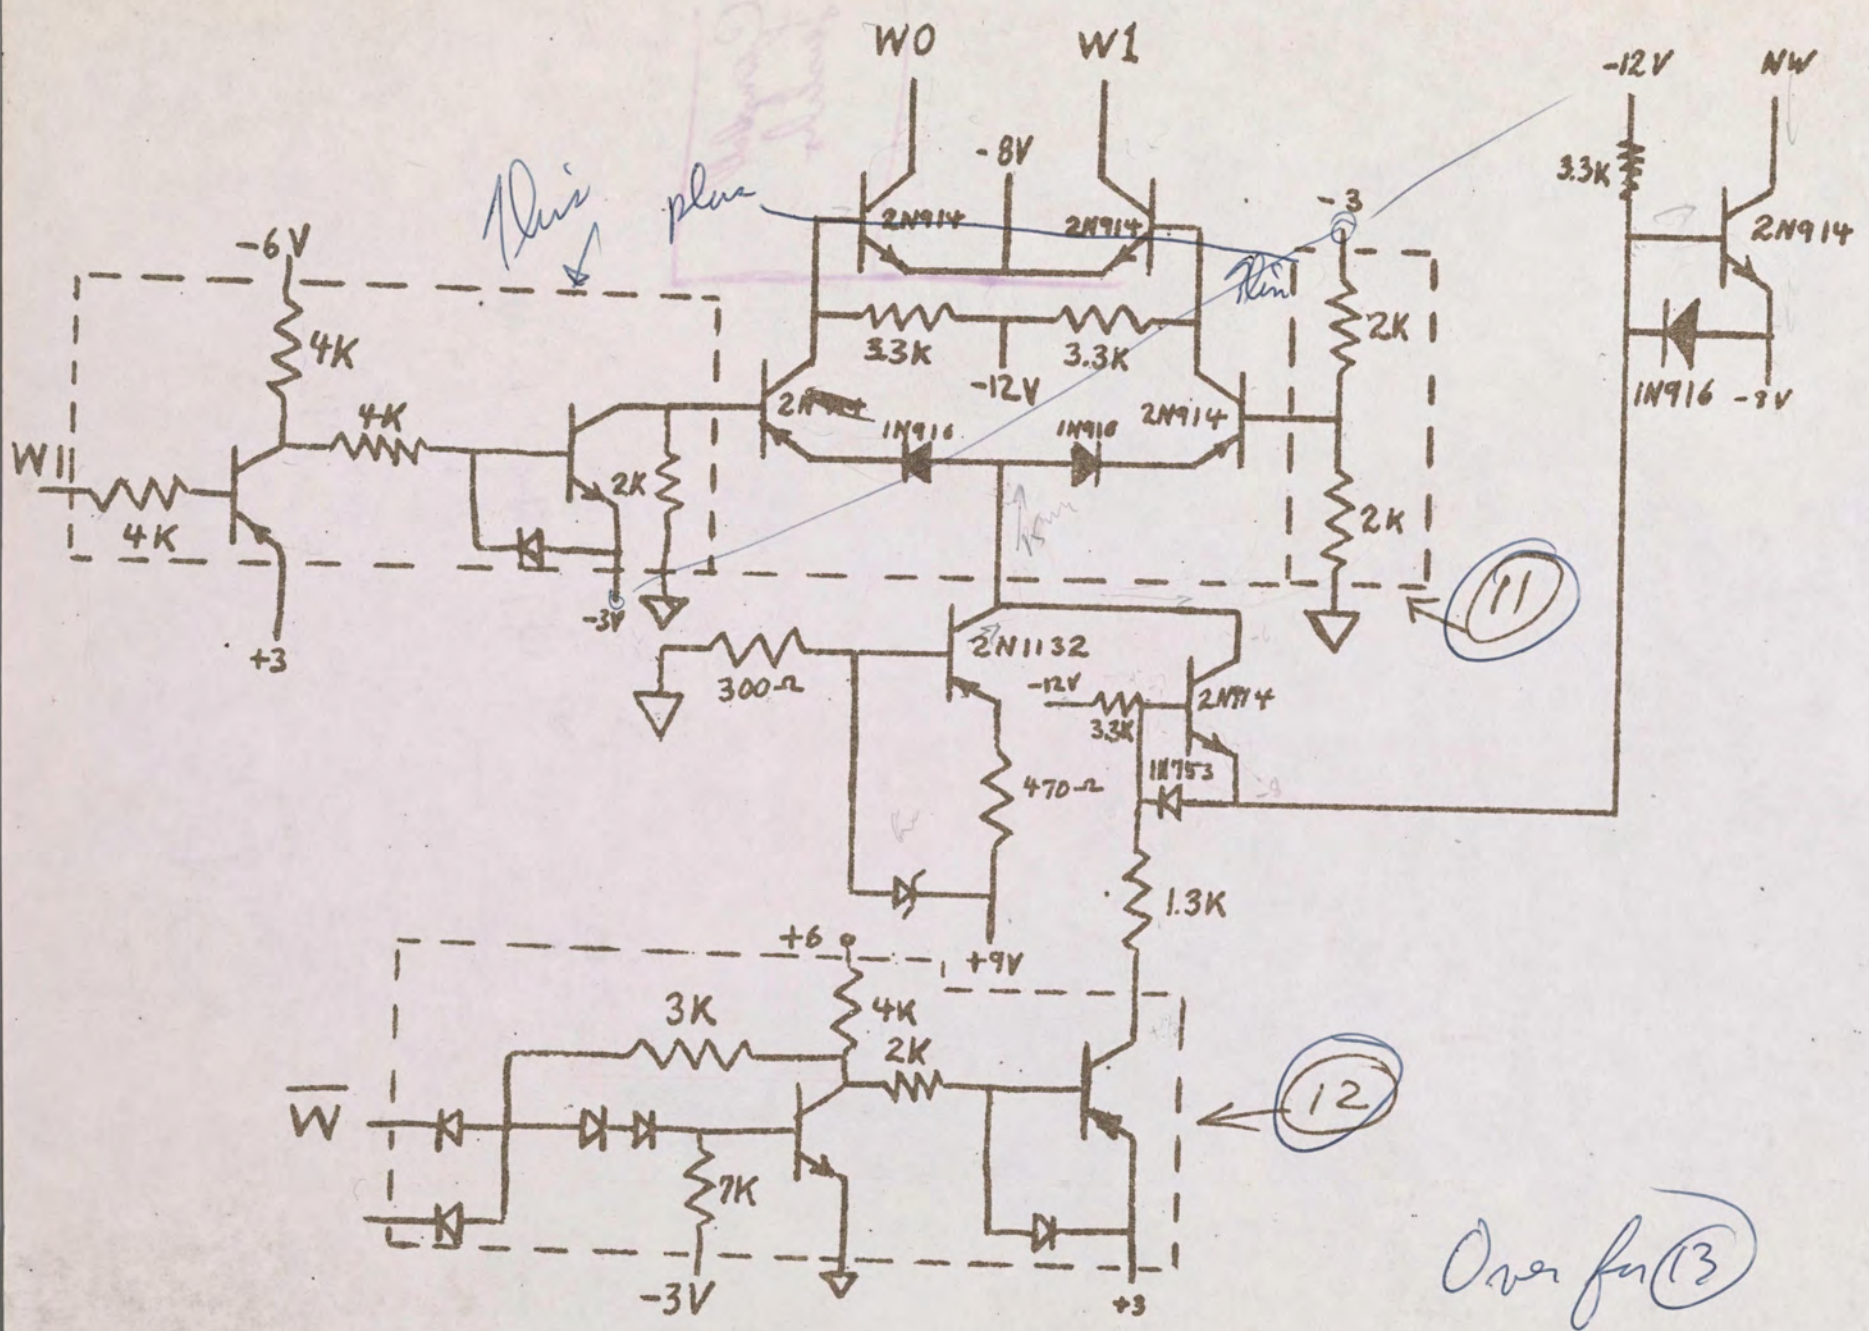 W0 W1
-12V NW
-8V
3.3K
This plus
2N914 2N914
-3
2N914
-6V
This
4K
3.3K 3.3K
2K
-12V
1N916 -8V
4K
2N914
1N916 1N916
W1
2K
4K
2K
-3V
11
+3
2N1132
300Ω
-12V
2N914
3.3K
1N753
470Ω
-8
1.3K
+6
+9V
3K
4K
2K
W̅
12
7K
-3V
+3
Over for 13